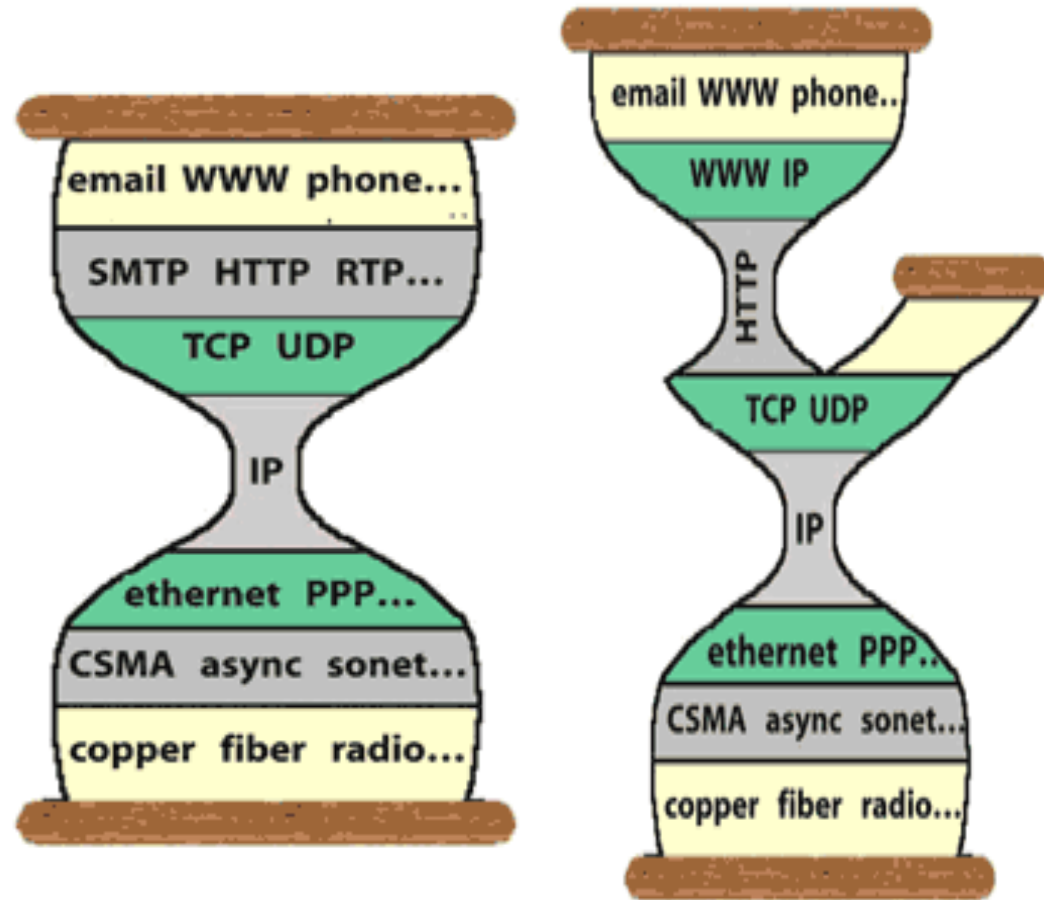 email WWW phone...
SMTP HTTP RTP...
TCP UDP
IP
ethernet PPP...
CSMA async sonet...
copper fiber radio...
email WWW phone..
WWW IP
HTTP
TCP UDP
IP
ethernet PPP..
CSMA async sonet...
copper fiber radio...